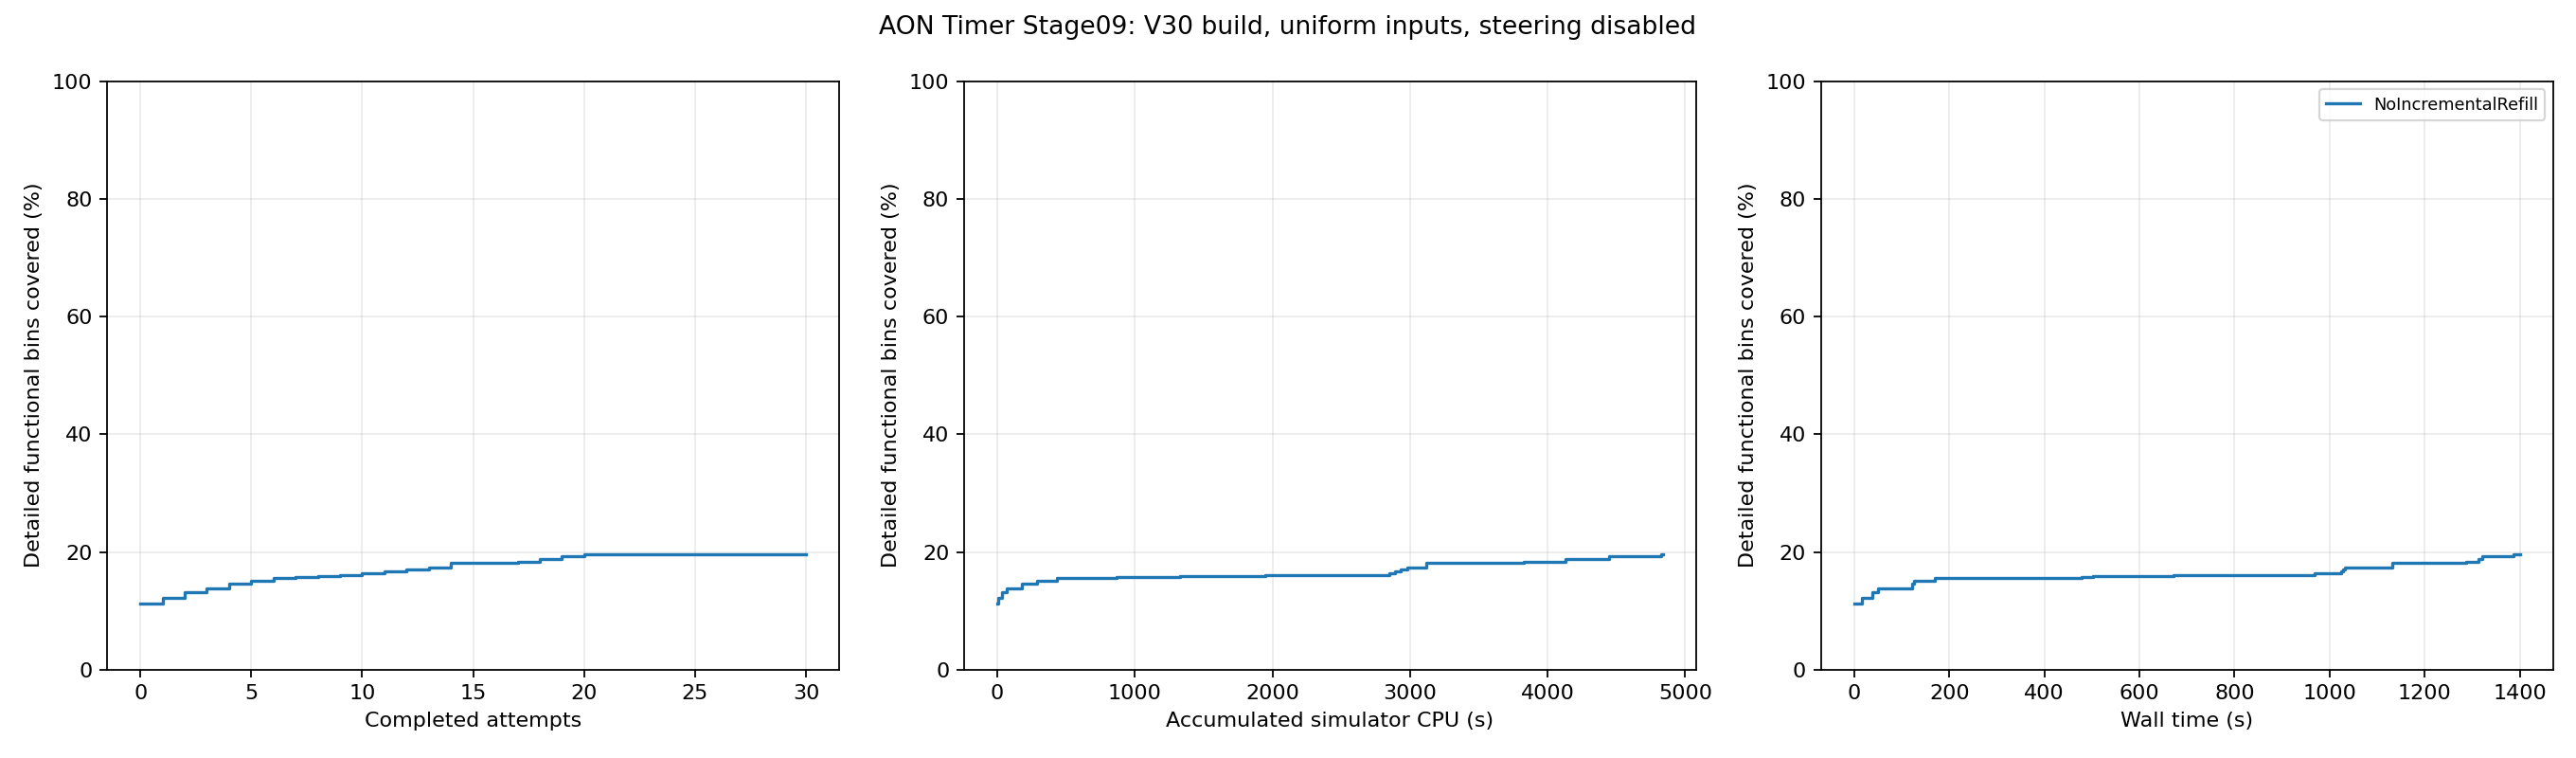 AON Timer Stage09: V30 build, uniform inputs, steering disabled
Detailed functional bins covered (%)
100
80
60
40
20
0
0 5 10 15 20 25 30
Completed attempts
Detailed functional bins covered (%)
100
80
60
40
20
0
0 1000 2000 3000 4000 5000
Accumulated simulator CPU (s)
Detailed functional bins covered (%)
100
80
60
40
20
0
NoIncrementalRefill
0 200 400 600 800 1000 1200 1400
Wall time (s)